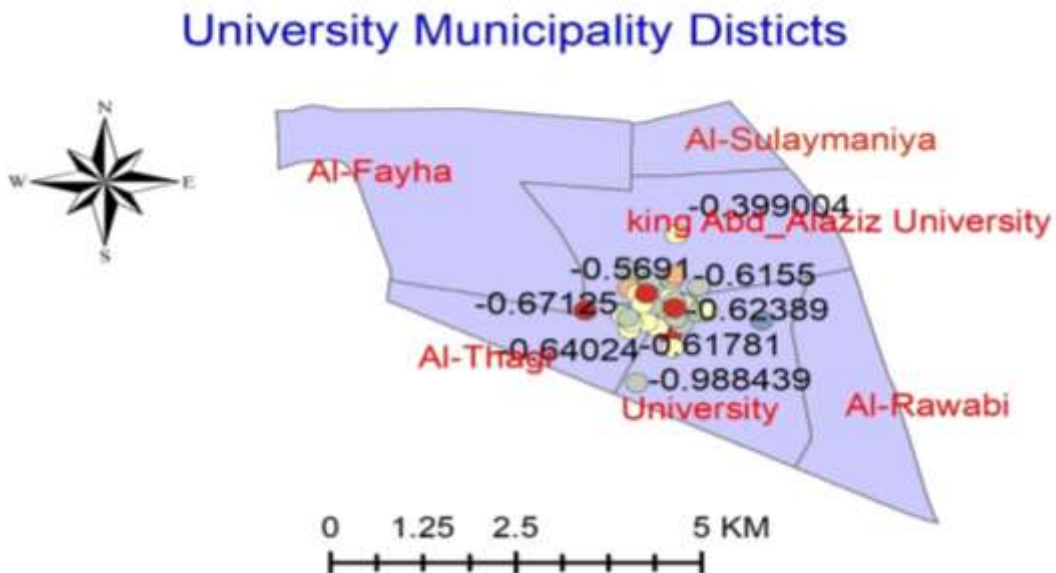 University Municipality Disticts
N
W
E
S
Al-Sulaymaniya
Al-Fayha
-0.399004
king Abd_Alaziz University
-0.5691
-0.6155
-0.67125
-0.62389
-0.64024
-0.61781
Al-Thagr
-0.988439
University
Al-Rawabi
0 1.25 2.5 5 KM